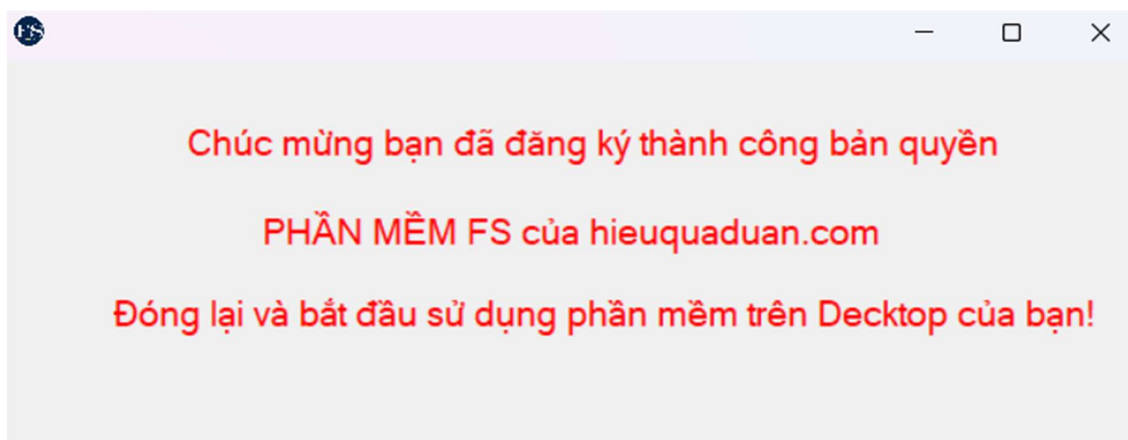 FS
Chúc mừng bạn đã đăng ký thành công bản quyền
PHẦN MỀM FS của hieuquaduan.com
Đóng lại và bắt đầu sử dụng phần mềm trên Decktop của bạn!